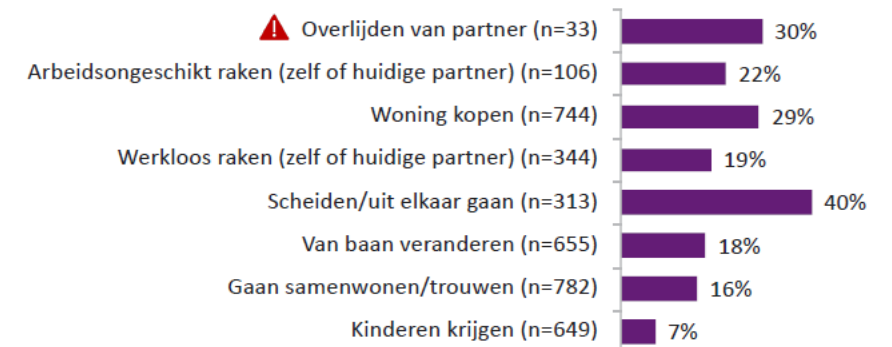 Overlijden van partner (n=33) 30%
Arbeidsongeschikt raken (zelf of huidige partner) (n=106) 22%
Woning kopen (n=744) 29%
Werkloos raken (zelf of huidige partner) (n=344) 19%
Scheiden/uit elkaar gaan (n=313) 40%
Van baan veranderen (n=655) 18%
Gaan samenwonen/trouwen (n=782) 16%
Kinderen krijgen (n=649) 7%